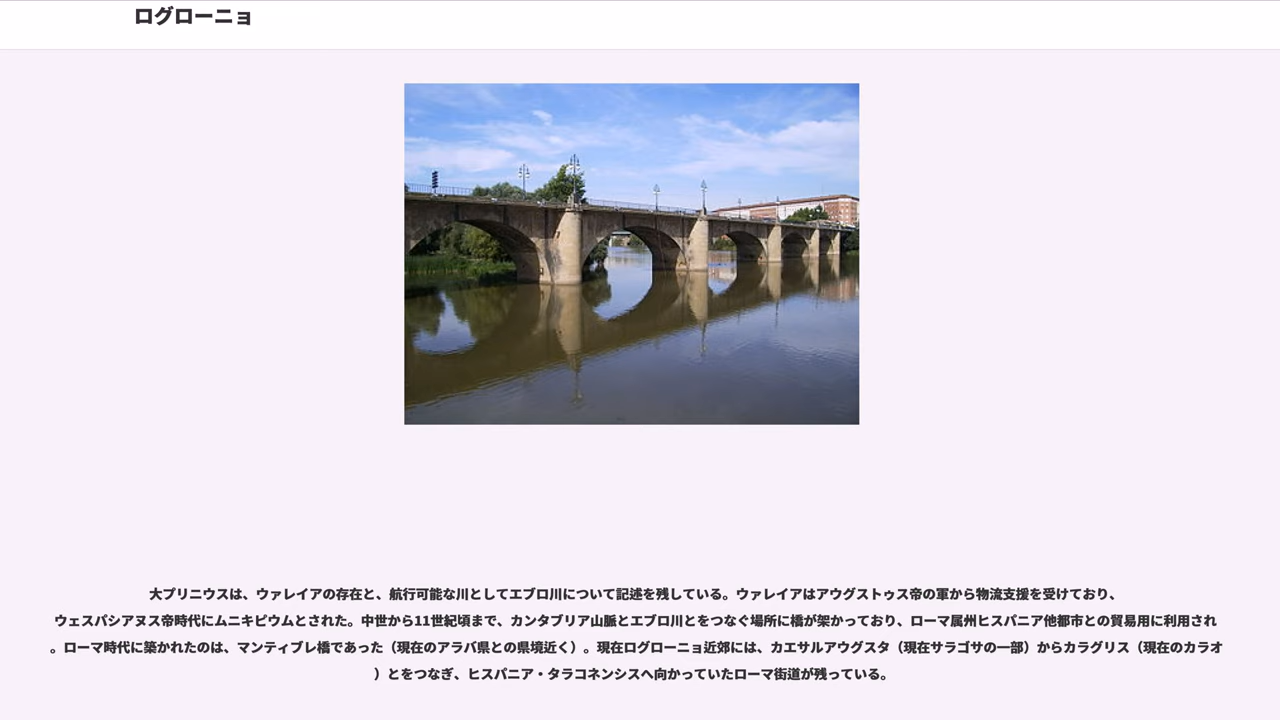 ログローニョ
大プリニウスは、ウァレイアの存在と、航行可能な川としてエブロ川について記述を残している。ウァレイアはアウグストゥス帝の軍から物流支援を受けており、
ウェスパシアヌス帝時代にムニキピウムとされた。中世から11世紀頃まで、カンタブリア山脈とエブロ川とをつなぐ場所に橋が架かっており、ローマ属州ヒスパニア他都市との貿易用に利用され
。ローマ時代に築かれたのは、マンティブレ橋であった（現在のアラバ県との県境近く）。現在ログローニョ近郊には、カエサルアウグスタ（現在サラゴサの一部）からカラグリス（現在のカラオ
）とをつなぎ、ヒスパニア・タラコネンシスへ向かっていたローマ街道が残っている。